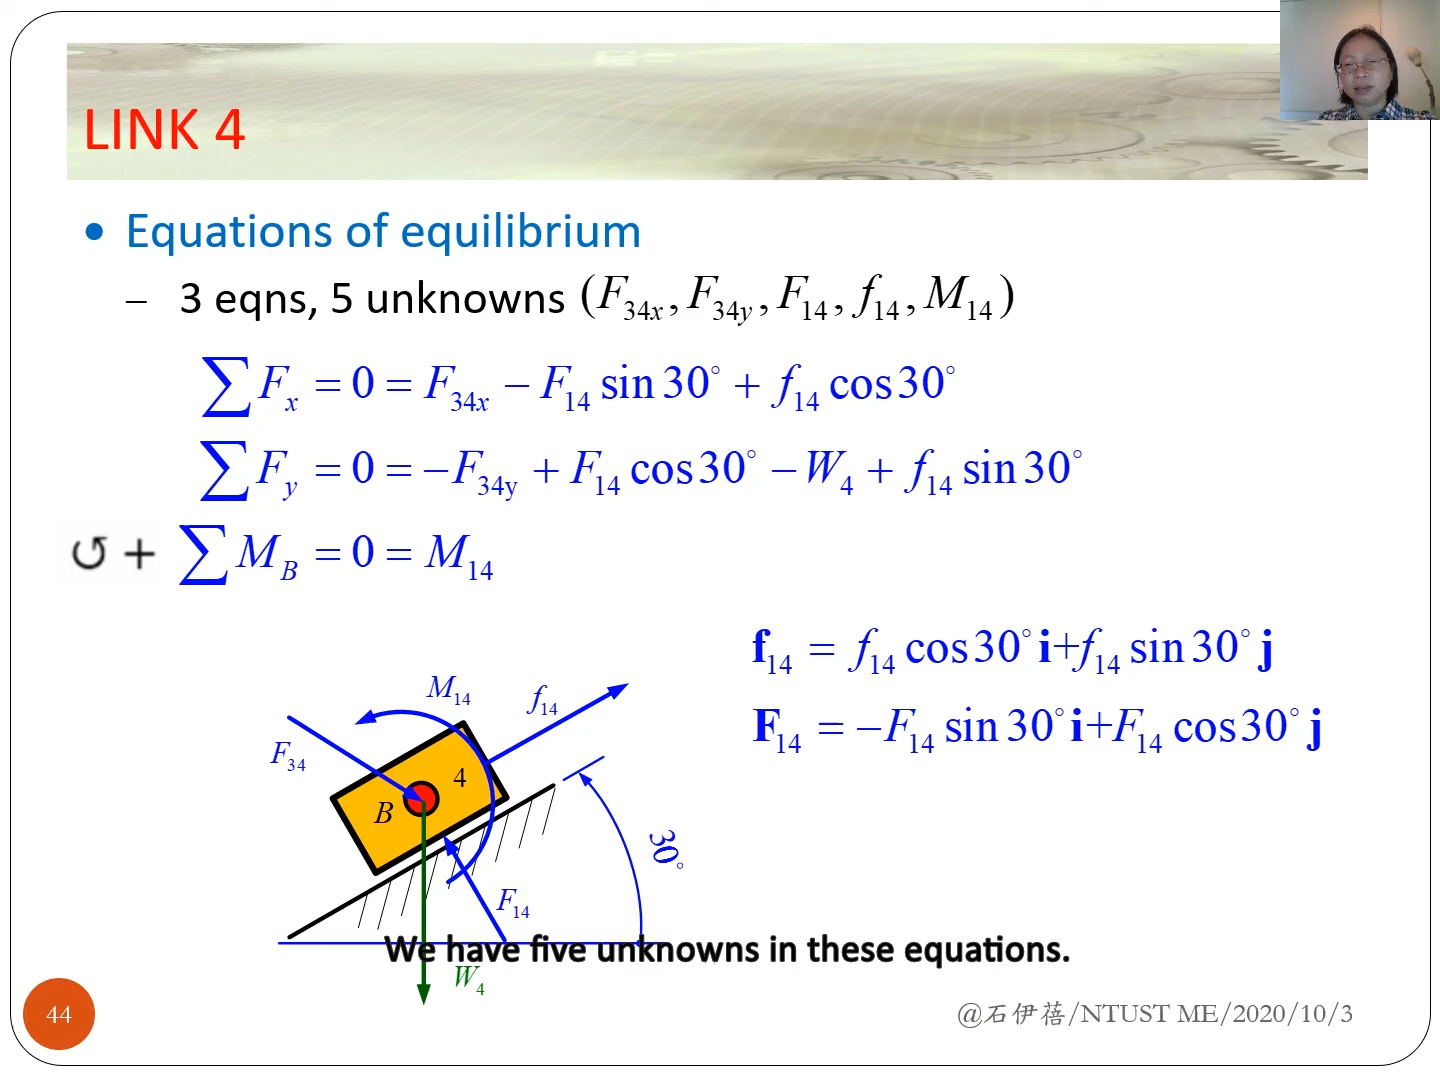 LINK 4
• Equations of equilibrium
– 3 eqns, 5 unknowns (F34x, F34y, F14, f14, M14)
∑Fx = 0 = F34x − F14 sin 30° + f14 cos 30°
∑Fy = 0 = −F34y + F14 cos 30° − W4 + f14 sin 30°
↺ + ∑MB = 0 = M14
f14 = f14 cos 30° i+f14 sin 30° j
F14 = −F14 sin 30° i+F14 cos 30° j
M14
f14
F34
4
B
30°
F14
We have five unknowns in these equations.
W4
44
@石伊蓓/NTUST ME/2020/10/3